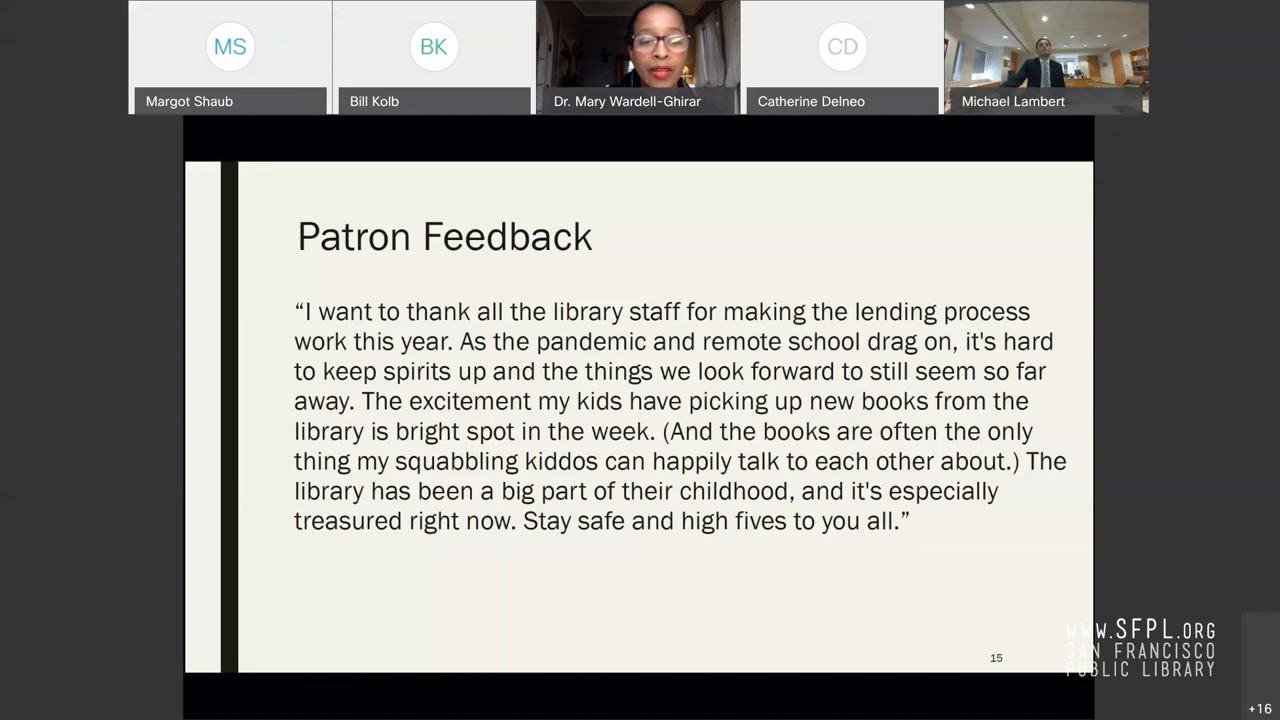 MS
BK
CD
Margot Shaub
Bill Kolb
Dr. Mary Wardell-Ghirar
Catherine Delneo
Michael Lambert
Patron Feedback
“I want to thank all the library staff for making the lending process
work this year. As the pandemic and remote school drag on, it's hard
to keep spirits up and the things we look forward to still seem so far
away. The excitement my kids have picking up new books from the
library is bright spot in the week. (And the books are often the only
thing my squabbling kiddos can happily talk to each other about.) The
library has been a big part of their childhood, and it's especially
treasured right now. Stay safe and high fives to you all.”
15
WWW.SFPL.ORG
SAN FRANCISCO
PUBLIC LIBRARY
+16